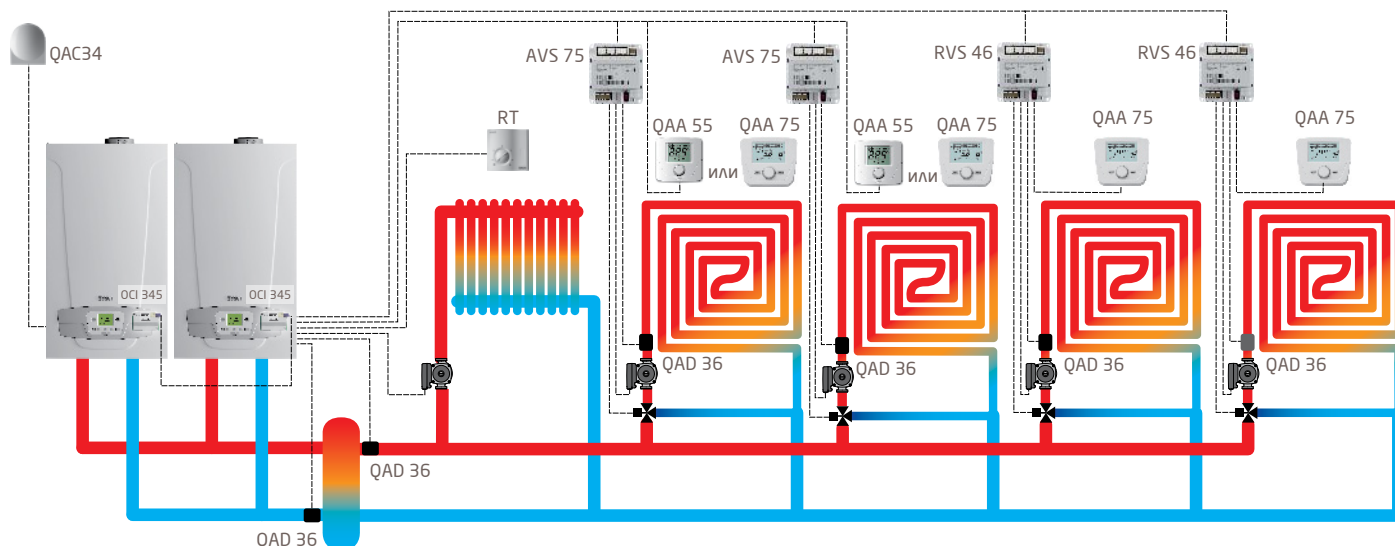 QAC34
AVS 75
AVS 75
RVS 46
RVS 46
RT
QAA 55
или
QAA 75
QAA 55
или
QAA 75
QAA 75
QAA 75
OCI 345
OCI 345
QAD 36
QAD 36
QAD 36
QAD 36
QAD 36
QAD 36